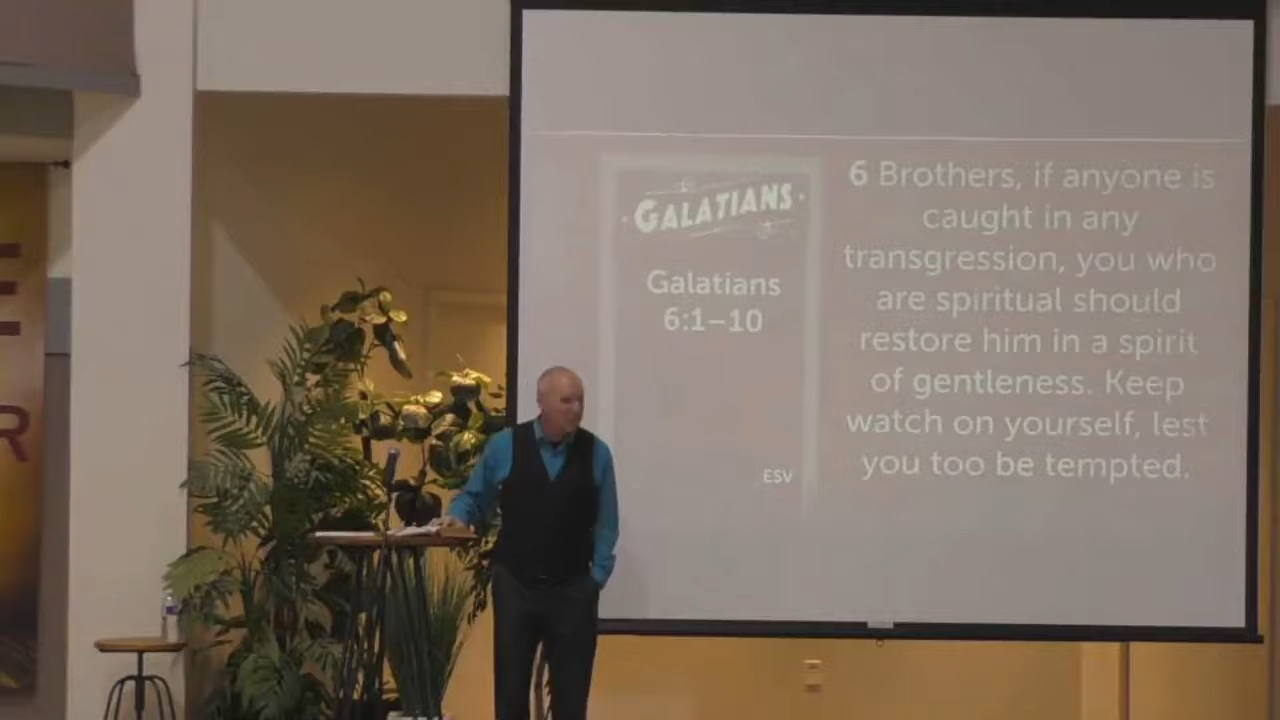 GALATIANS
Galatians
6:1–10
ESV
6 Brothers, if anyone is
caught in any
transgression, you who
are spiritual should
restore him in a spirit
of gentleness. Keep
watch on yourself, lest
you too be tempted.